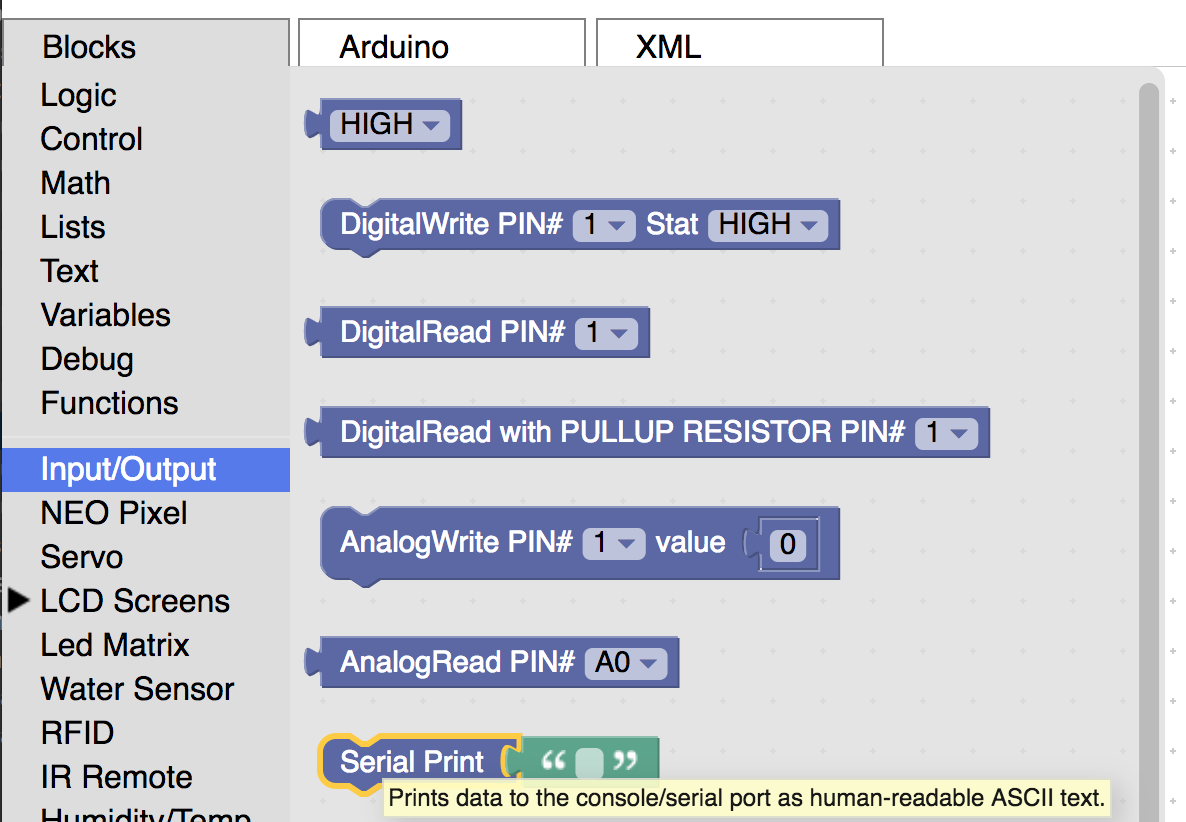 Blocks
Arduino
XML
Logic
Control
Math
Lists
Text
Variables
Debug
Functions
Input/Output
NEO Pixel
Servo
LCD Screens
Led Matrix
Water Sensor
RFID
IR Remote
Humidity/Temp
HIGH
DigitalWrite PIN# 1 Stat HIGH
DigitalRead PIN# 1
DigitalRead with PULLUP RESISTOR PIN# 1
AnalogWrite PIN# 1 value 0
AnalogRead PIN# A0
Serial Print “ ”
Prints data to the console/serial port as human-readable ASCII text.